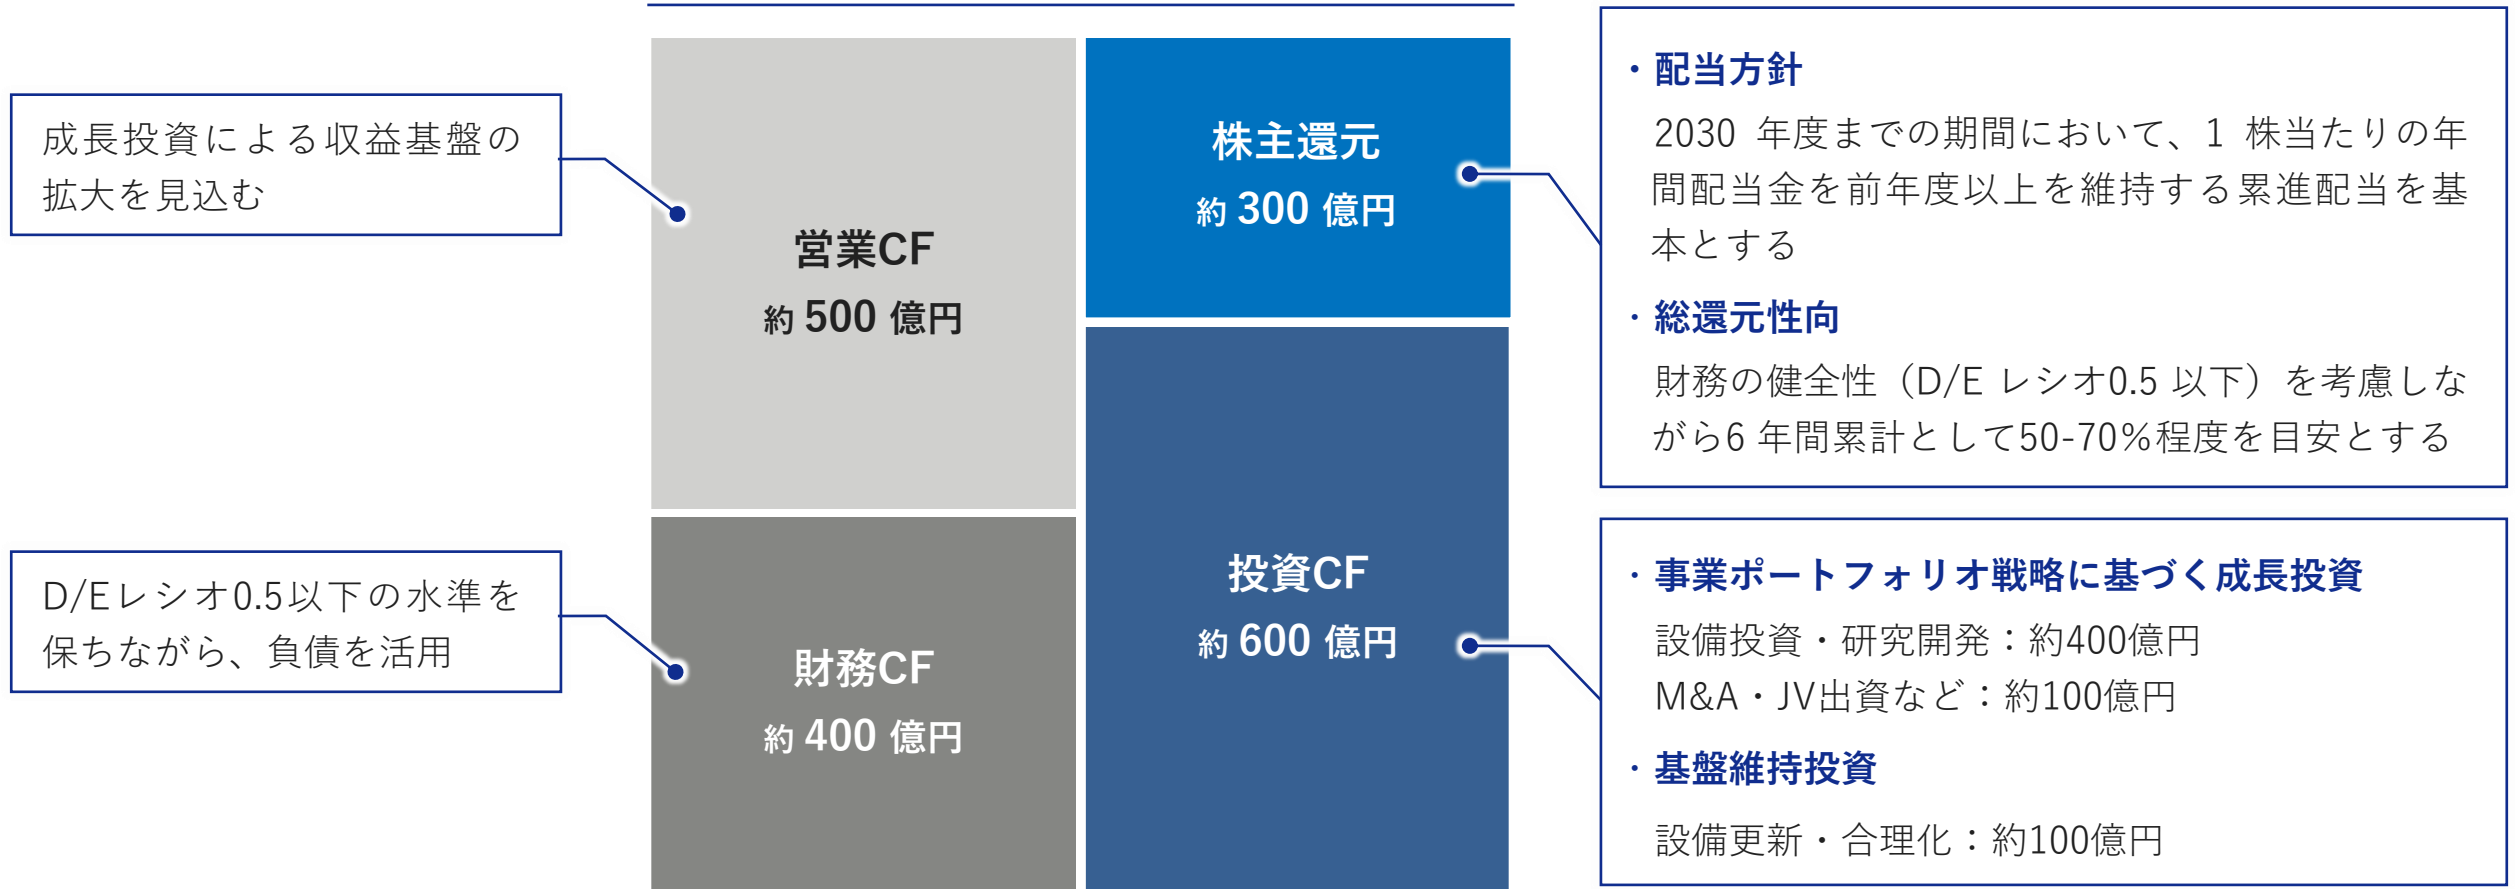 成長投資による収益基盤の
拡大を見込む
D/Eレシオ0.5以下の水準を
保ちながら、負債を活用
営業CF
約 500 億円
財務CF
約 400 億円
株主還元
約 300 億円
投資CF
約 600 億円
・配当方針
2030 年度までの期間において、1 株当たりの年
間配当金を前年度以上を維持する累進配当を基
本とする
・総還元性向
財務の健全性（D/E レシオ0.5 以下）を考慮しな
がら6 年間累計として50-70％程度を目安とする
・事業ポートフォリオ戦略に基づく成長投資
設備投資・研究開発：約400億円
M&A・JV出資など：約100億円
・基盤維持投資
設備更新・合理化：約100億円